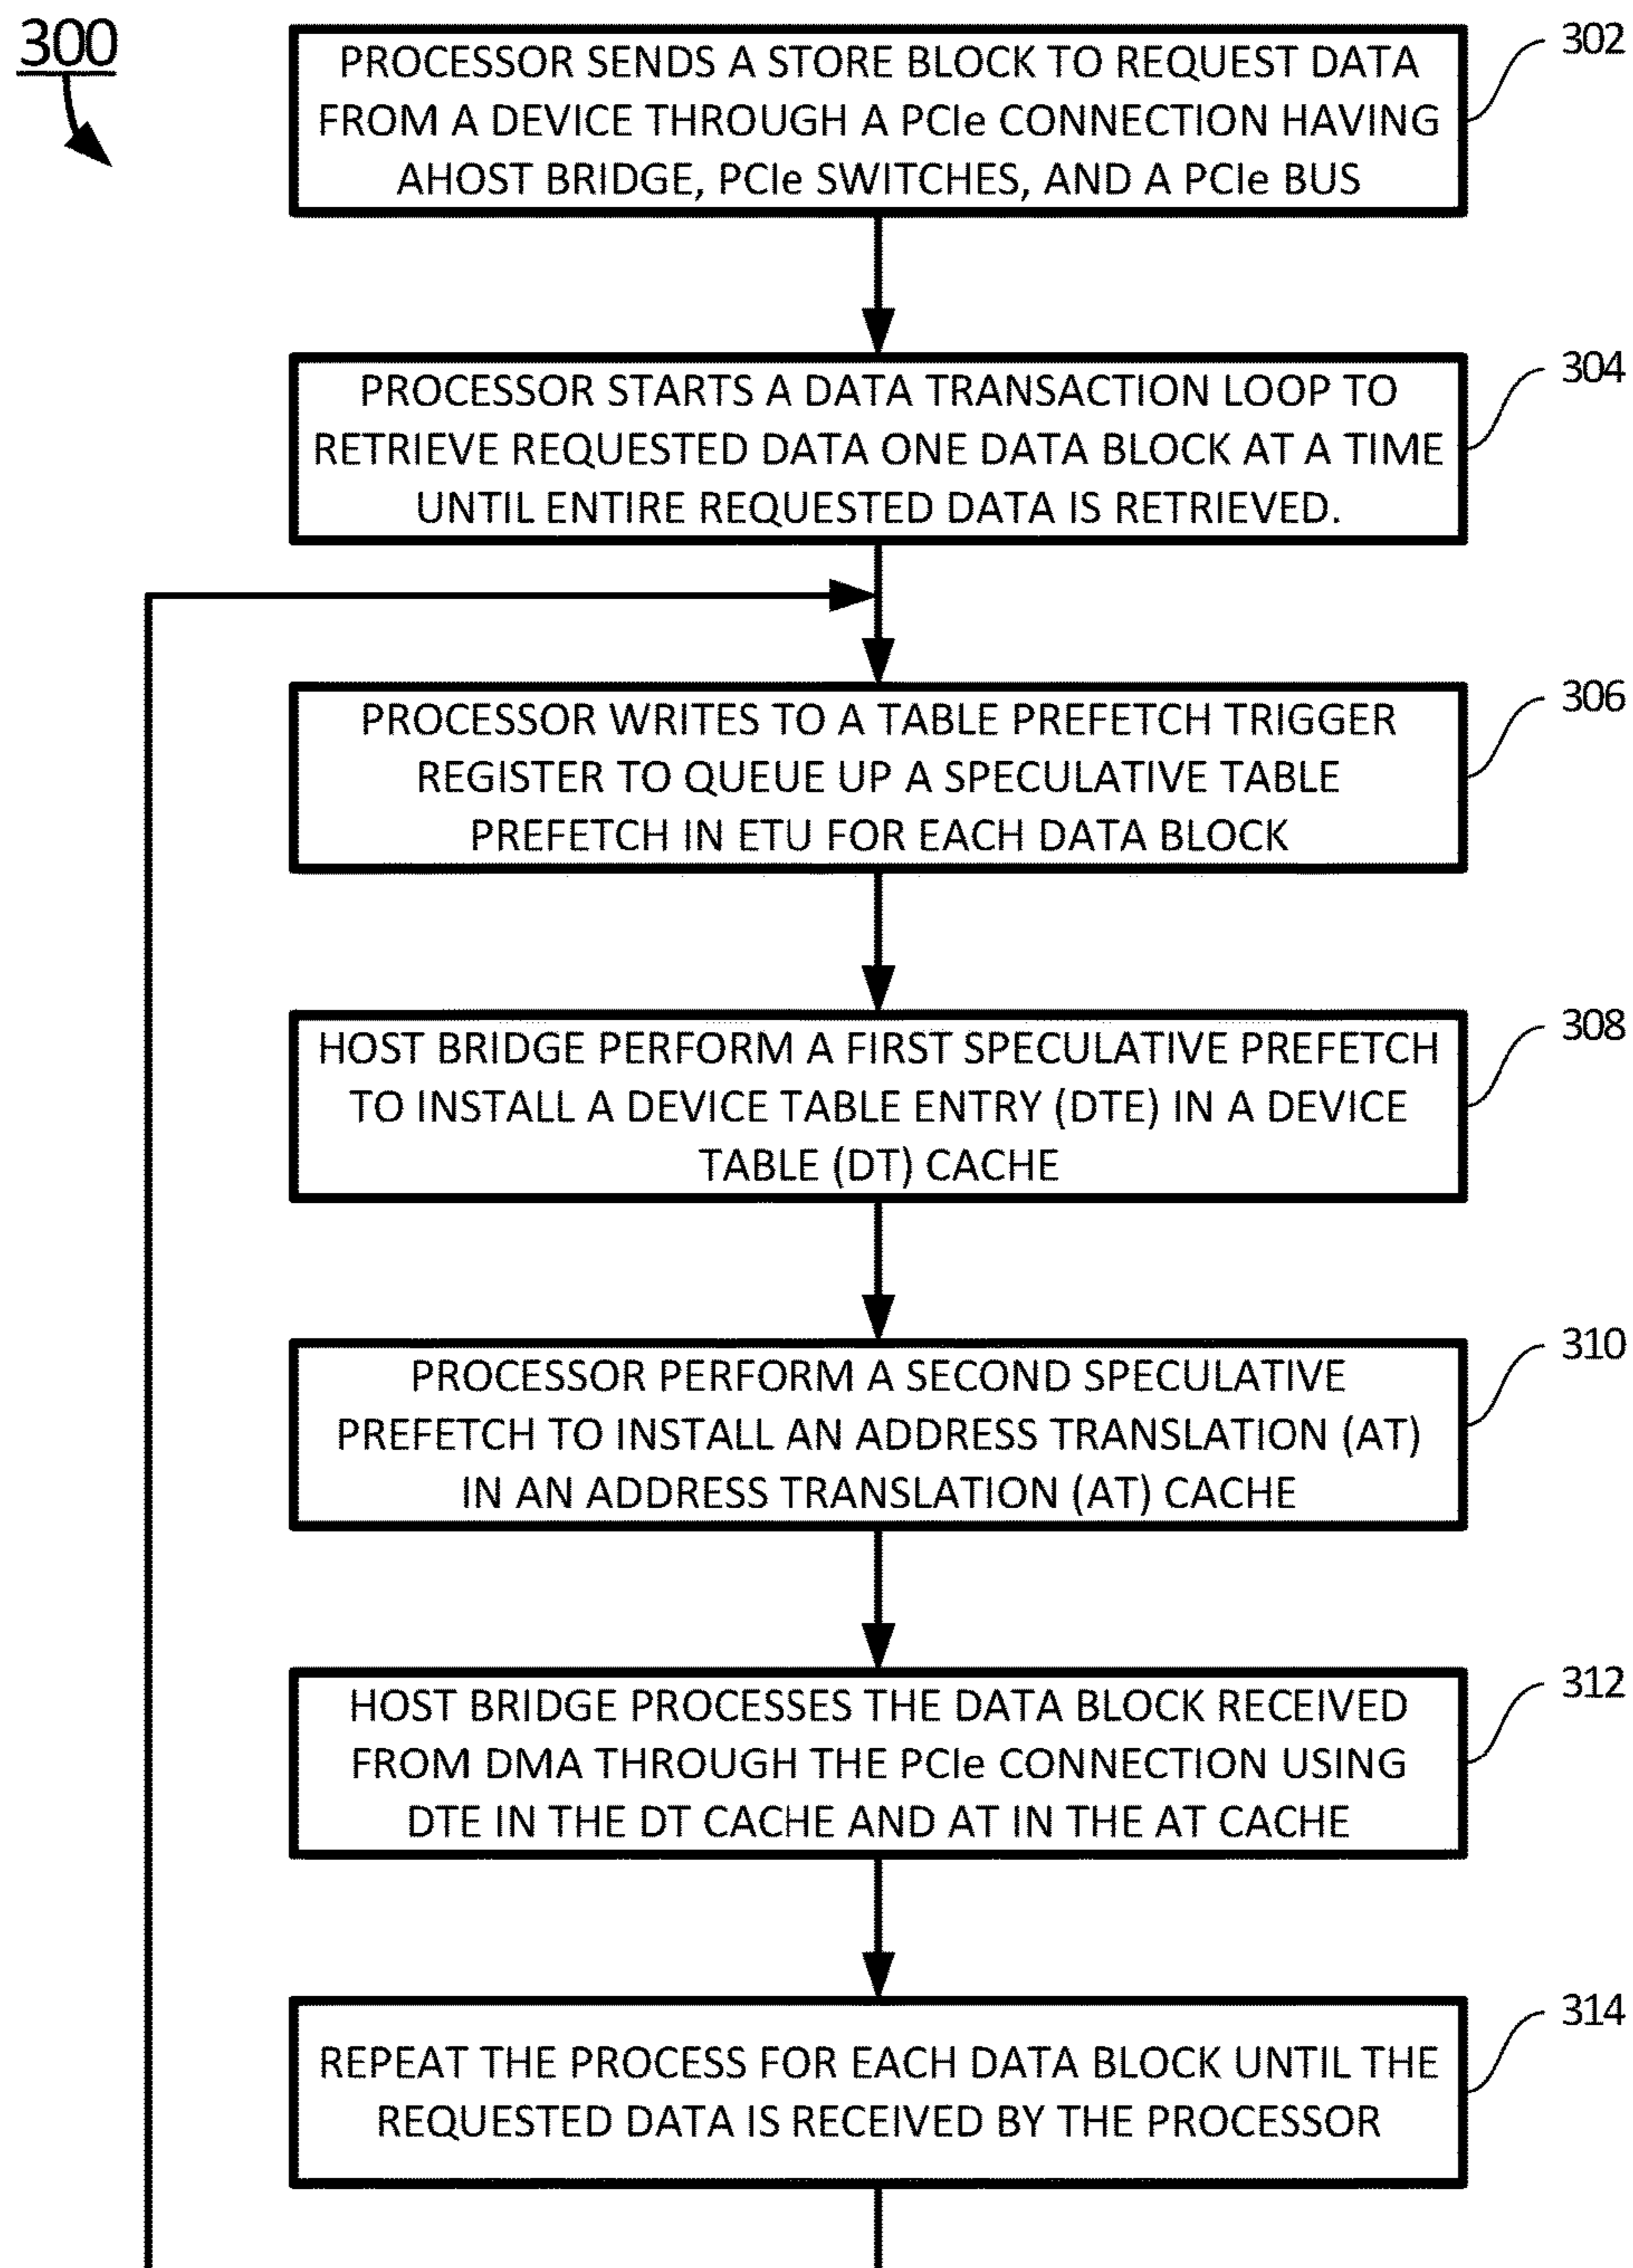 300
PROCESSOR SENDS A STORE BLOCK TO REQUEST DATA
FROM A DEVICE THROUGH A PCIe CONNECTION HAVING
AHOST BRIDGE, PCIe SWITCHES, AND A PCIe BUS
302
PROCESSOR STARTS A DATA TRANSACTION LOOP TO
RETRIEVE REQUESTED DATA ONE DATA BLOCK AT A TIME
UNTIL ENTIRE REQUESTED DATA IS RETRIEVED.
304
PROCESSOR WRITES TO A TABLE PREFETCH TRIGGER
REGISTER TO QUEUE UP A SPECULATIVE TABLE
PREFETCH IN ETU FOR EACH DATA BLOCK
306
HOST BRIDGE PERFORM A FIRST SPECULATIVE PREFETCH
TO INSTALL A DEVICE TABLE ENTRY (DTE) IN A DEVICE
TABLE (DT) CACHE
308
PROCESSOR PERFORM A SECOND SPECULATIVE
PREFETCH TO INSTALL AN ADDRESS TRANSLATION (AT)
IN AN ADDRESS TRANSLATION (AT) CACHE
310
HOST BRIDGE PROCESSES THE DATA BLOCK RECEIVED
FROM DMA THROUGH THE PCIe CONNECTION USING
DTE IN THE DT CACHE AND AT IN THE AT CACHE
312
REPEAT THE PROCESS FOR EACH DATA BLOCK UNTIL THE
REQUESTED DATA IS RECEIVED BY THE PROCESSOR
314